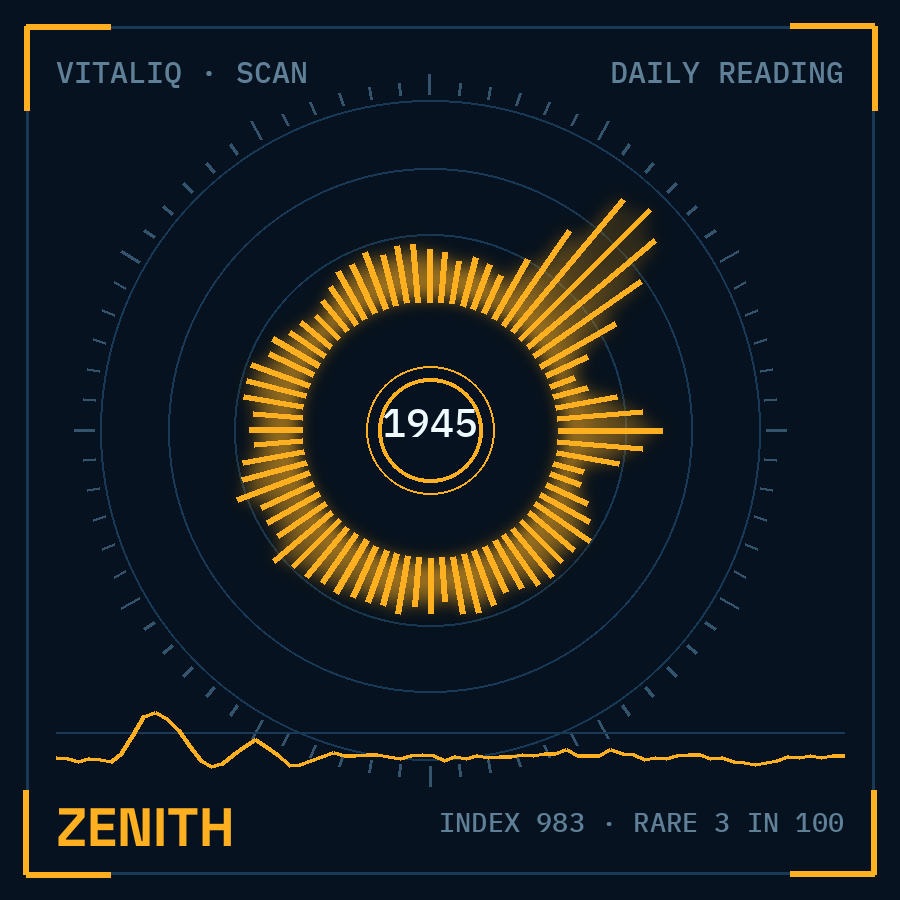 VITALIQ · SCAN
DAILY READING
1945
ZENITH
INDEX 983 · RARE 3 IN 100